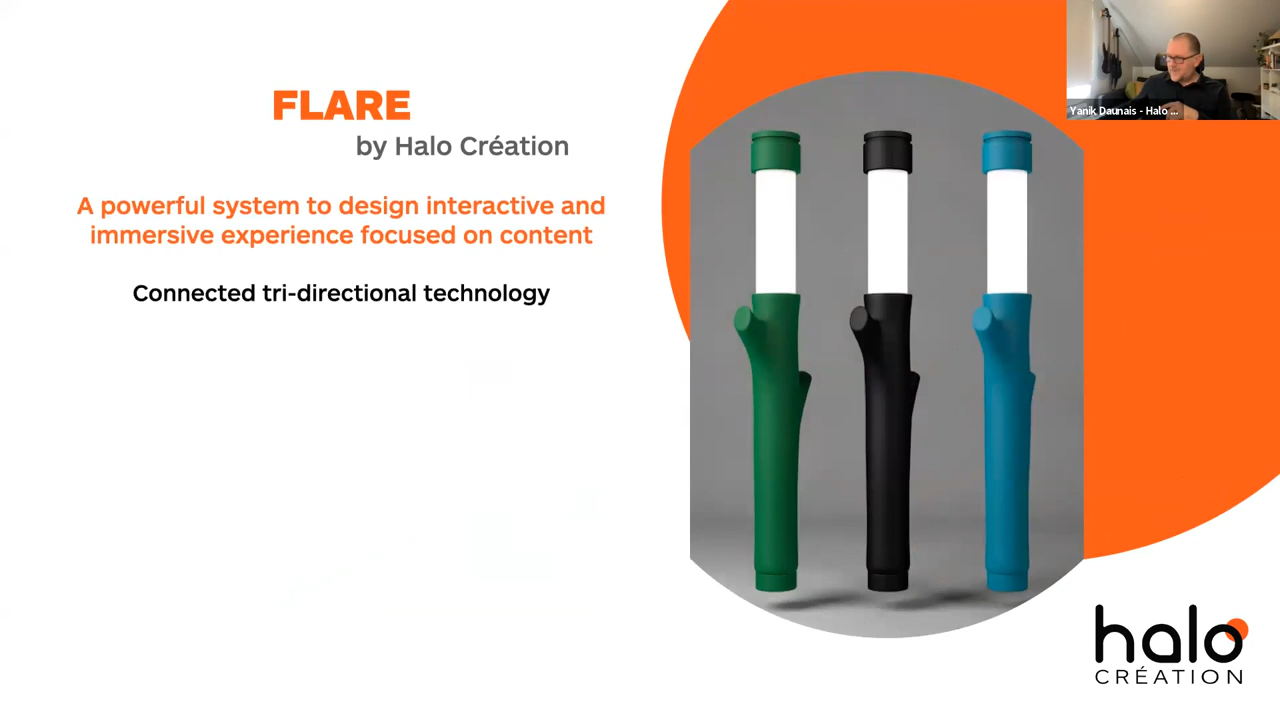 FLARE
by Halo Création
A powerful system to design interactive and
immersive experience focused on content
Connected tri-directional technology
Yanik Daunais - Halo ...
halo
CRÉATION